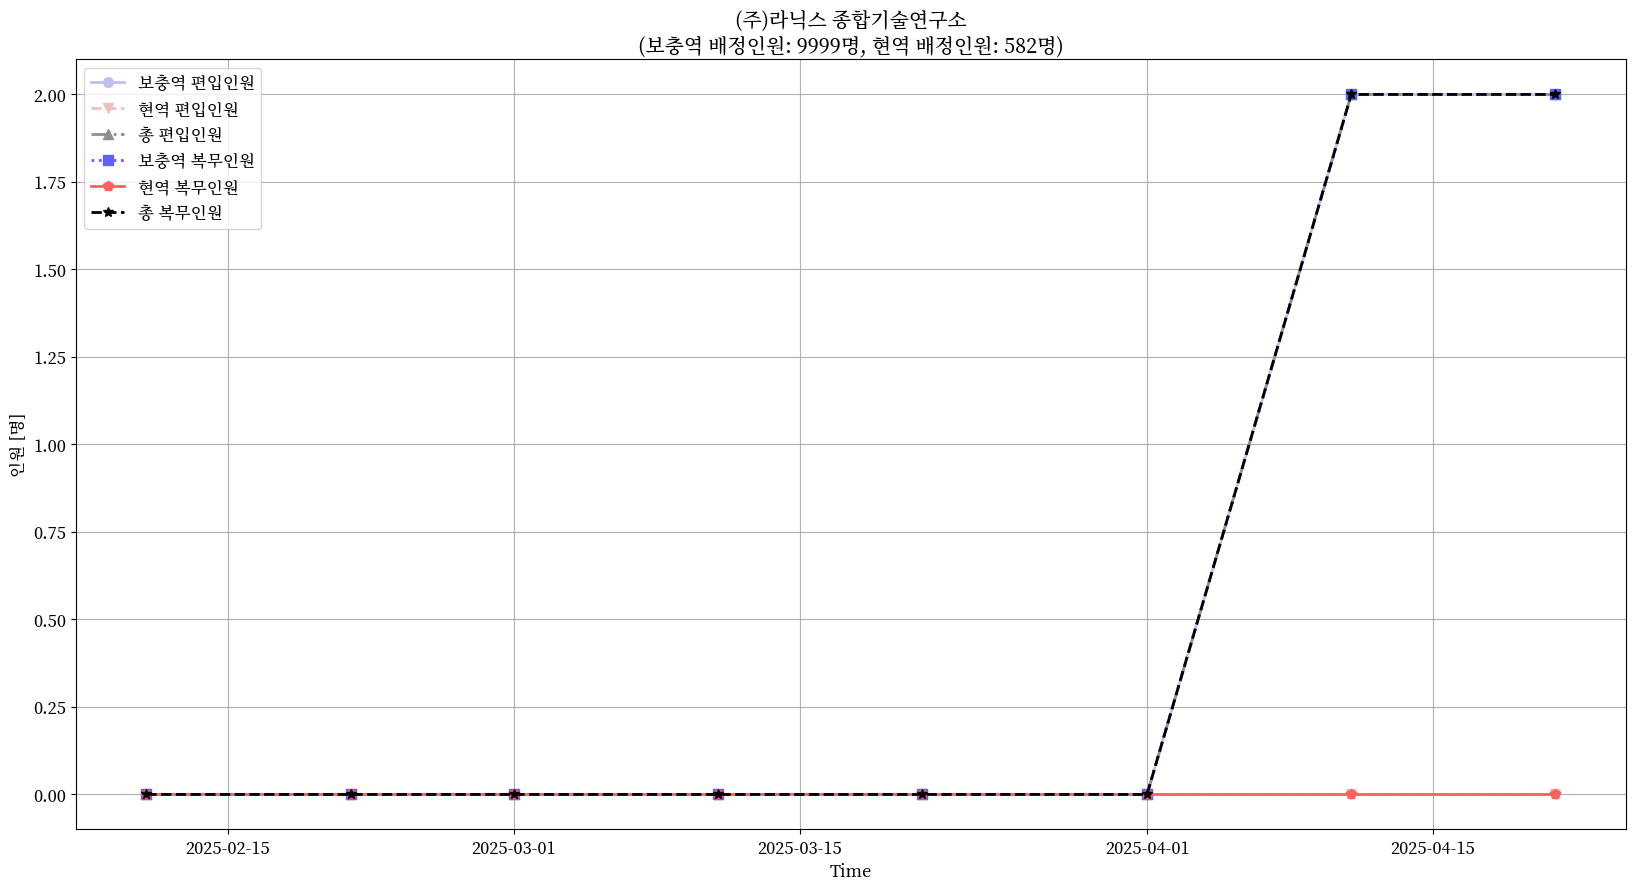 (주)라닉스 종합기술연구소
(보충역 배정인원: 9999명, 현역 배정인원: 582명)
보충역 편입인원
현역 편입인원
총 편입인원
보충역 복무인원
현역 복무인원
총 복무인원
2.00
1.75
1.50
1.25
1.00
0.75
0.50
0.25
0.00
인원 [명]
2025-02-15 2025-03-01 2025-03-15 2025-04-01 2025-04-15
Time